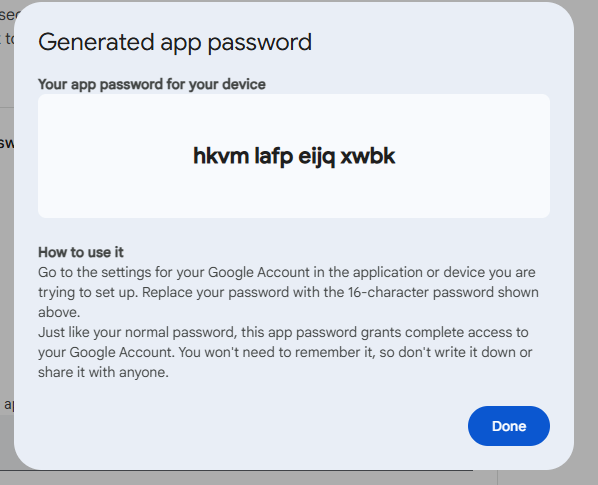 Generated app password
Your app password for your device
hkvm lafp eijq xwbk
How to use it
Go to the settings for your Google Account in the application or device you are
trying to set up. Replace your password with the 16-character password shown
above.
Just like your normal password, this app password grants complete access to
your Google Account. You won't need to remember it, so don't write it down or
share it with anyone.
Done